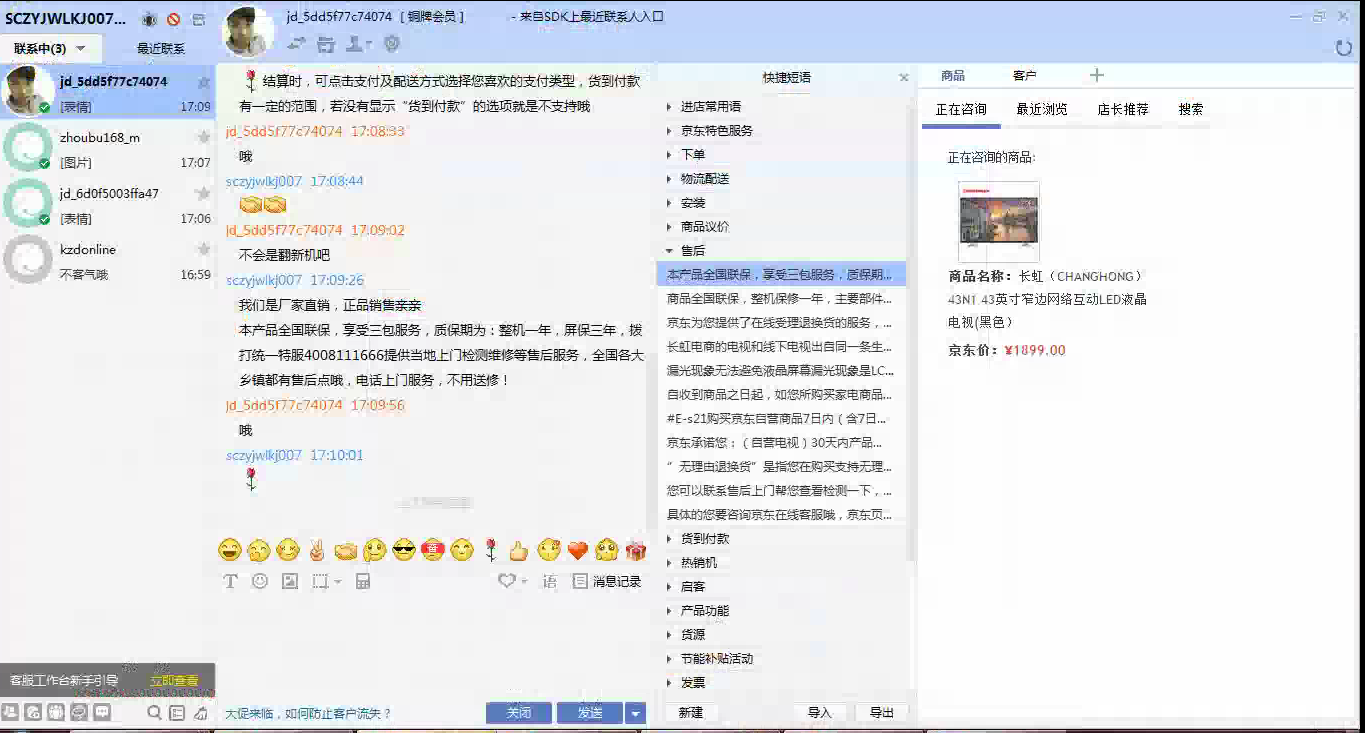 SCZYJWLKJ007...
联系中(3)
最近联系
jd_5dd5f77c74074
[表情]
17:09
zhoubu168_m
[图片]
17:07
jd_6d0f5003ffa47
[表情]
17:06
kzdonline
不客气哦
16:59
客服工作台新手引导
立即查看
jd_5dd5f77c74074 [ 铜牌会员 ]
- 来自SDK上最近联系人入口
结算时，可点击支付及配送方式选择您喜欢的支付类型，货到付款
有一定的范围，若没有显示“货到付款”的选项就是不支持哦
jd_5dd5f77c74074 17:08:33
哦
sczyjwlkj007 17:08:44
jd_5dd5f77c74074 17:09:02
不会是翻新机吧
sczyjwlkj007 17:09:26
我们是厂家直销，正品销售亲亲
本产品全国联保，享受三包服务，质保期为：整机一年，屏保三年，拨
打统一特服4008111666提供当地上门检测维修等售后服务，全国各大
乡镇都有售后点哦，电话上门服务，不用送修！
jd_5dd5f77c74074 17:09:56
哦
sczyjwlkj007 17:10:01
语
消息记录
大促来临，如何防止客户流失？
关闭
发送
快捷短语
进店常用语
京东特色服务
下单
物流配送
安装
商品议价
售后
本产品全国联保，享受三包服务，质保期...
商品全国联保，整机保修一年，主要部件...
京东为您提供了在线受理退换货的服务，...
长虹电商的电视和线下电视出自同一条生...
漏光现象无法避免液晶屏幕漏光现象是LC...
自收到商品之日起，如您所购买家电商品...
#E-s21购买京东自营商品7日内（含7日...
京东承诺您：（自营电视）30天内产品...
”无理由退换货”是指您在购买支持无理...
您可以联系售后上门帮您查看检测一下，...
具体的您要咨询京东在线客服哦，京东页...
货到付款
热销机
启客
产品功能
货源
节能补贴活动
发票
新建
导入
导出
商品
客户
正在咨询
最近浏览
店长推荐
搜索
正在咨询的商品:
商品名称：长虹（CHANGHONG）
43N1 43英寸窄边网络互动LED液晶
电视(黑色）
京东价：¥1899.00